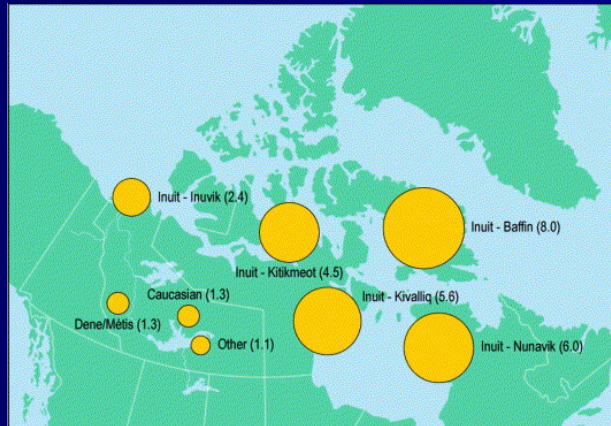 Inuit - Inuvik (2.4)
Inuit - Baffin (8.0)
Inuit - Kitikmeot (4.5)
Caucasian (1.3)
Inuit - Kivalliq (5.6)
Dene/Métis (1.3)
Other (1.1)
Inuit - Nunavik (6.0)